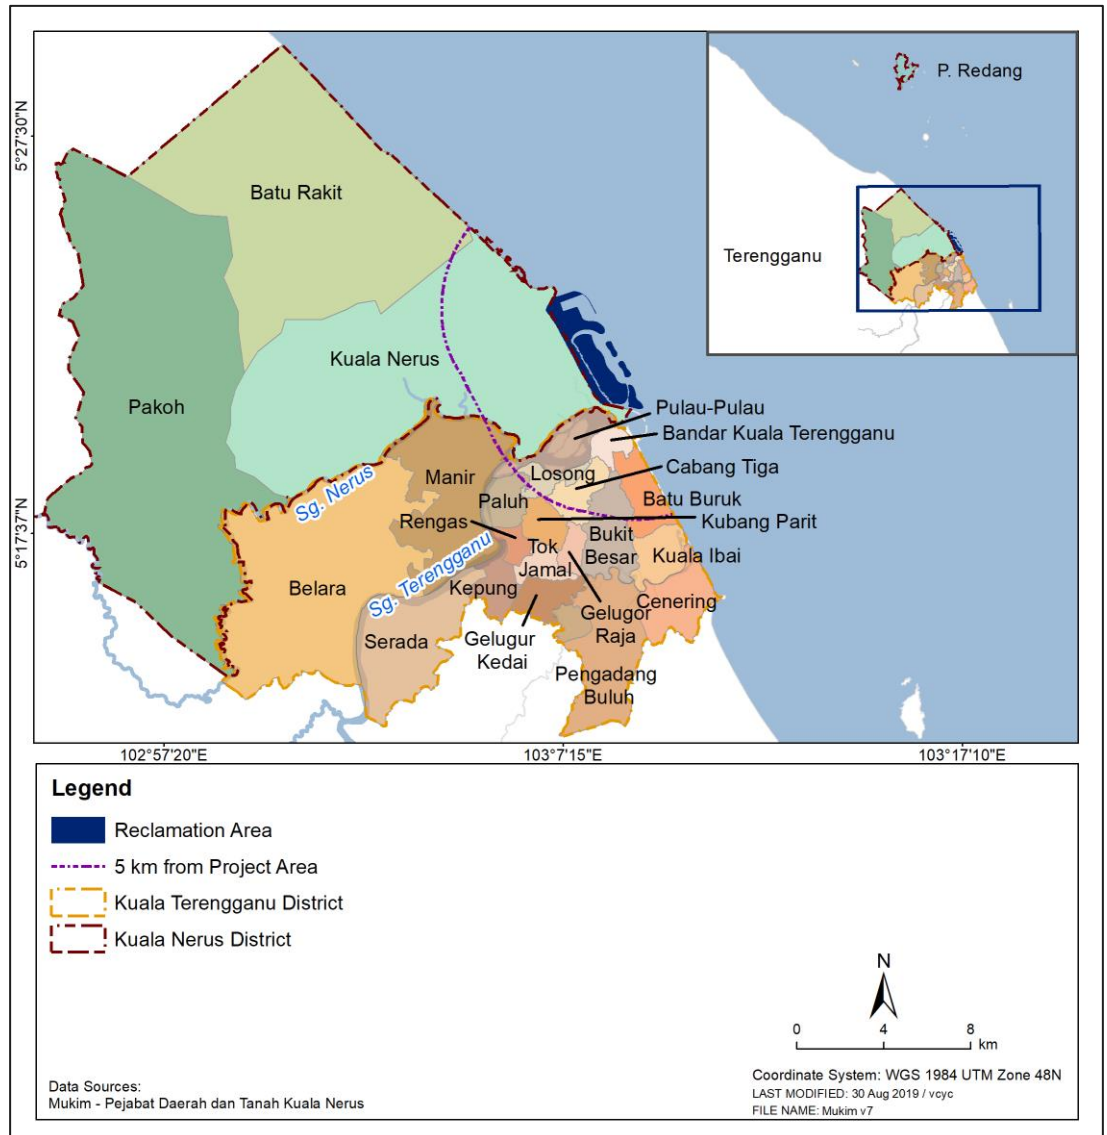 P. Redang
Terengganu
5°27'30"N
5°17'37"N
Batu Rakit
Kuala Nerus
Pakoh
Pulau-Pulau
Bandar Kuala Terengganu
Cabang Tiga
Losong
Manir
Paluh
Batu Buruk
Sg. Nerus
Rengas
Kubang Parit
Tok
Jamal
Bukit
Besar
Kuala Ibai
Sg. Terengganu
Belara
Kepung
Cenering
Serada
Gelugur
Kedai
Gelugor
Raja
Pengadang
Buluh
102°57'20"E
103°7'15"E
103°17'10"E
Legend
Reclamation Area
5 km from Project Area
Kuala Terengganu District
Kuala Nerus District
N
0 4 8
km
Coordinate System: WGS 1984 UTM Zone 48N
LAST MODIFIED: 30 Aug 2019 / vcyc
FILE NAME: Mukim v7
Data Sources:
Mukim - Pejabat Daerah dan Tanah Kuala Nerus